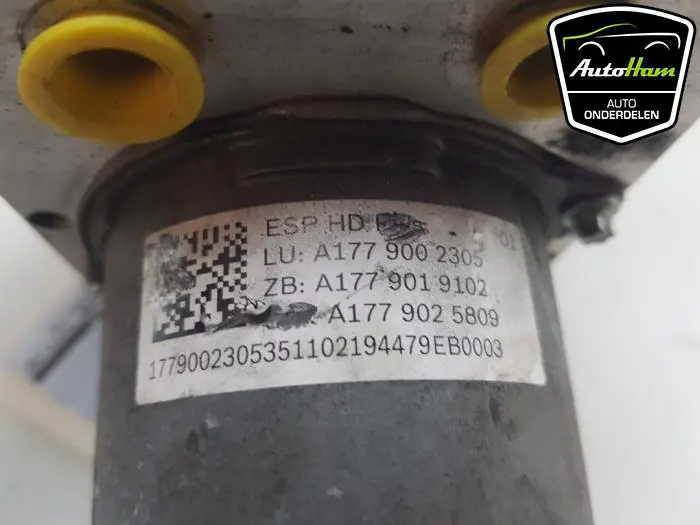 AutoHam
AUTO
ONDERDELEN
ESP HD
01
LU: A177 900 2305
ZB: A177 901 9102
A177 902 5809
1779002305351102194479EB0003